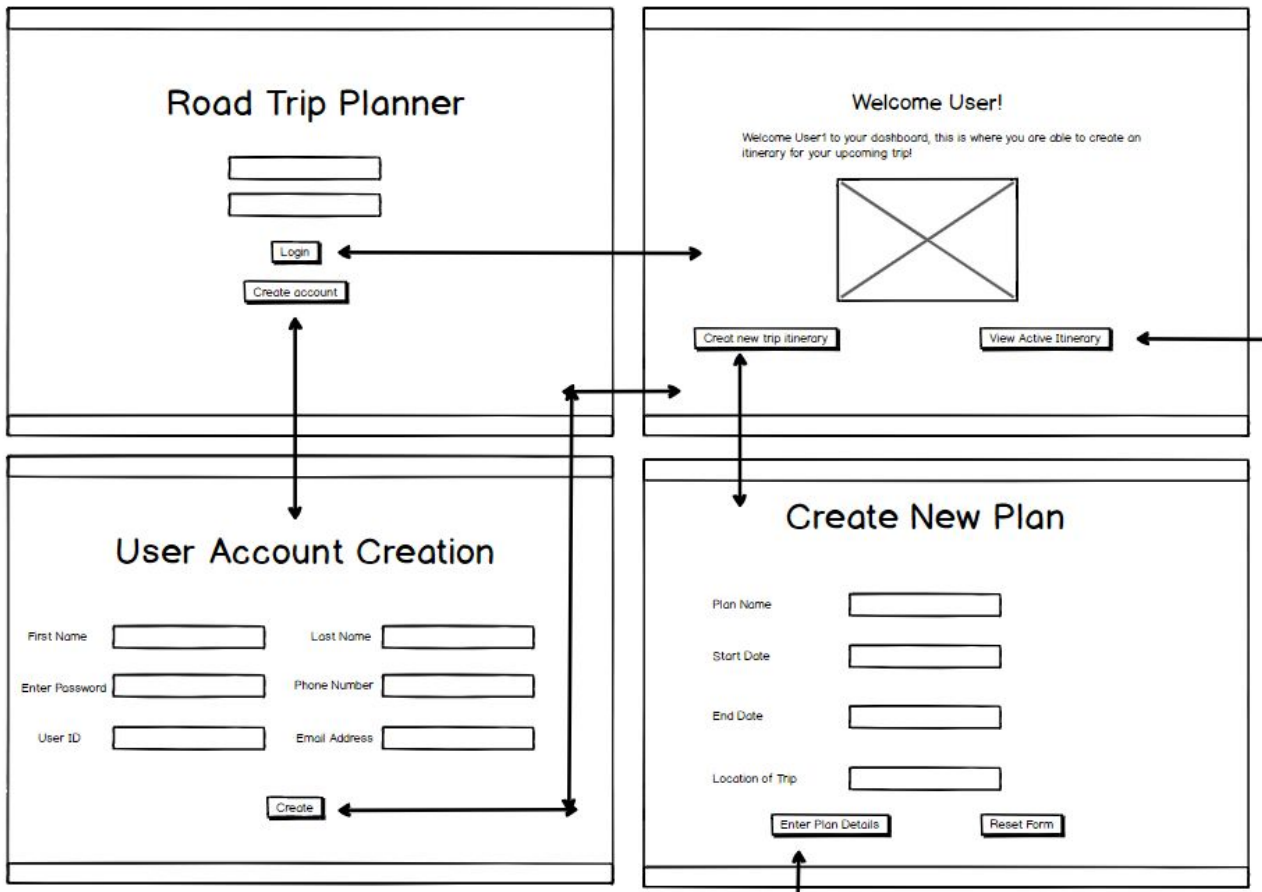 Road Trip Planner
Login
Create account
Welcome User!
Welcome User1 to your dashboard, this is where you are able to create an
itinerary for your upcoming trip!
Creat new trip itinerary
View Active Itinerary
User Account Creation
First Name
Last Name
Enter Password
Phone Number
User ID
Email Address
Create
Create New Plan
Plan Name
Start Date
End Date
Location of Trip
Enter Plan Details
Reset Form